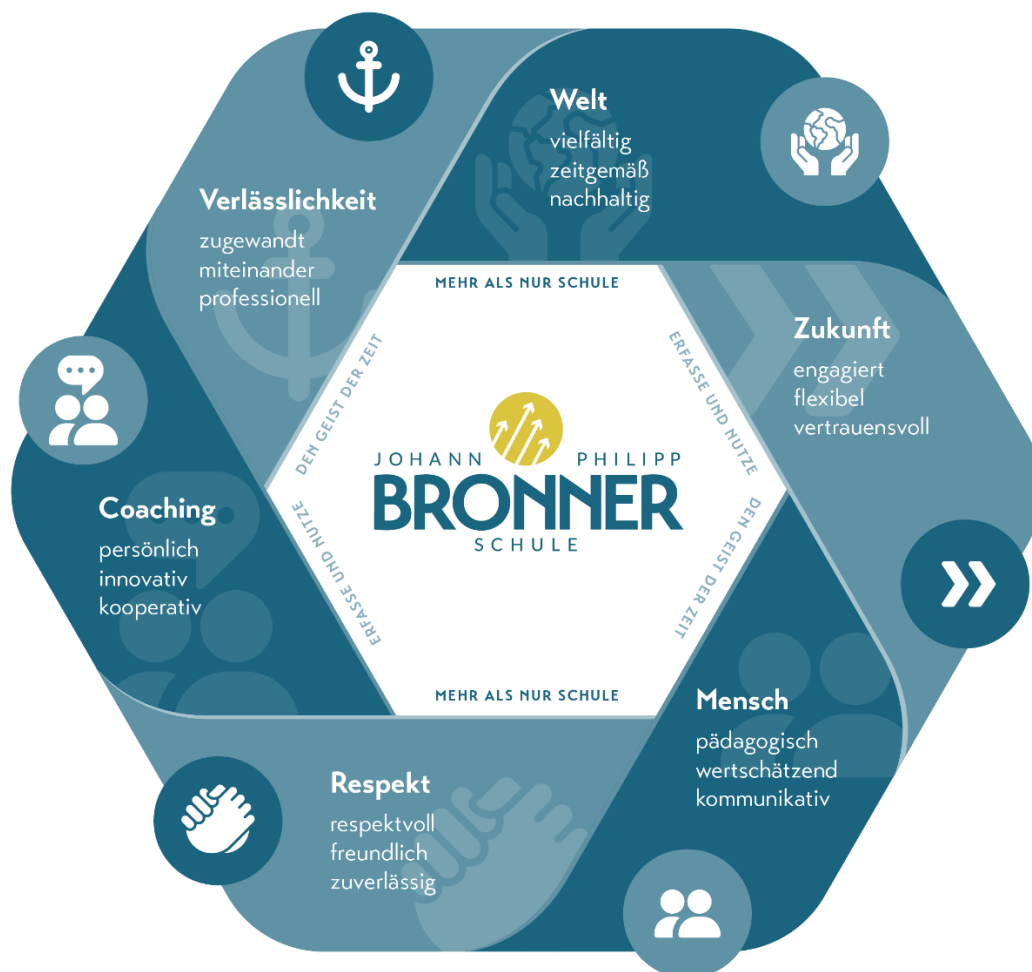 Welt
vielfältig
zeitgemäß
nachhaltig
Verlässlichkeit
zugewandt
miteinander
professionell
Zukunft
engagiert
flexibel
vertrauensvoll
Coaching
persönlich
innovativ
kooperativ
Mensch
pädagogisch
wertschätzend
kommunikativ
Respekt
respektvoll
freundlich
zuverlässig
MEHR ALS NUR SCHULE
ERFASSE UND NUTZE
DEN GEIST DER ZEIT
MEHR ALS NUR SCHULE
ERFASSE UND NUTZE
DEN GEIST DER ZEIT
JOHANN PHILIPP
BRONNER
SCHULE